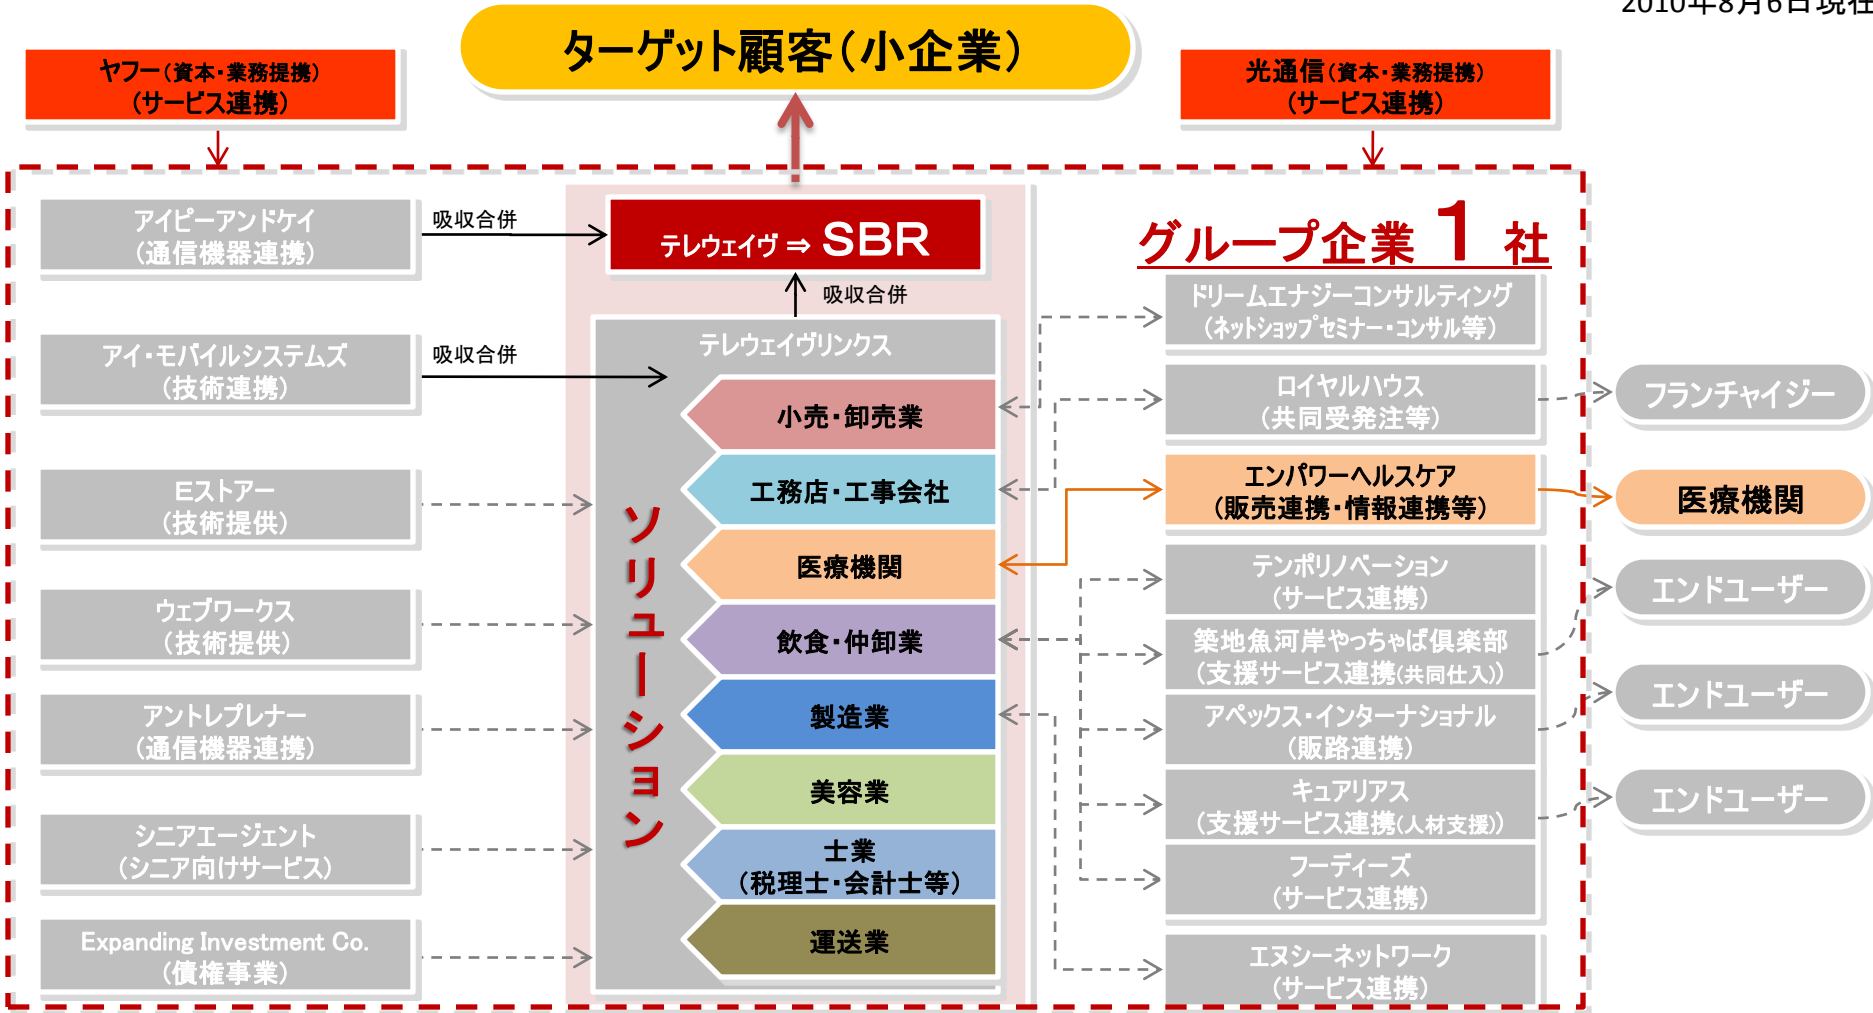 2010年8月6日現在
ターゲット顧客(小企業)
ヤフー(資本・業務提携)
(サービス連携)
光通信(資本・業務提携)
(サービス連携)
アイピーアンドケイ
(通信機器連携)
吸収合併
テレウェイヴ ⇒ SBR
吸収合併
グループ企業 1 社
アイ・モバイルシステムズ
(技術連携)
吸収合併
Eストアー
(技術提供)
ウェブワークス
(技術提供)
アントレプレナー
(通信機器連携)
シニアエージェント
(シニア向けサービス)
Expanding Investment Co.
(債権事業)
テレウェイヴリンクス
ソリューション
小売・卸売業
工務店・工事会社
医療機関
飲食・仲卸業
製造業
美容業
士業
(税理士・会計士等)
運送業
ドリームエナジーコンサルティング
(ネットショップセミナー・コンサル等)
ロイヤルハウス
(共同受発注等)
エンパワーヘルスケア
(販売連携・情報連携等)
テンポリノベーション
(サービス連携)
築地魚河岸やっちゃば倶楽部
(支援サービス連携(共同仕入))
アペックス・インターナショナル
(販路連携)
キュアリアス
(支援サービス連携(人材支援))
フーディーズ
(サービス連携)
エヌシーネットワーク
(サービス連携)
フランチャイジー
医療機関
エンドユーザー
エンドユーザー
エンドユーザー